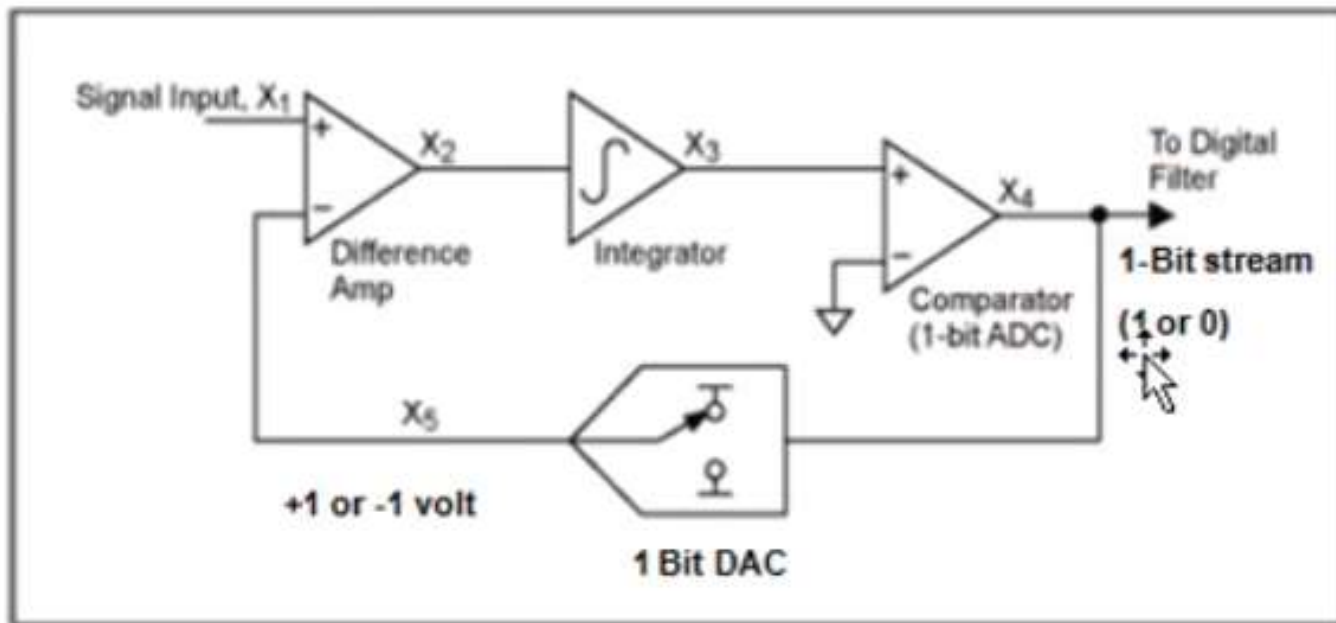 Signal Input, X1
+
−
X2
Difference
Amp
∫
Integrator
X3
+
−
X4
Comparator
(1-bit ADC)
To Digital
Filter
1-Bit stream
(1 or 0)
X5
+1 or -1 volt
1 Bit DAC